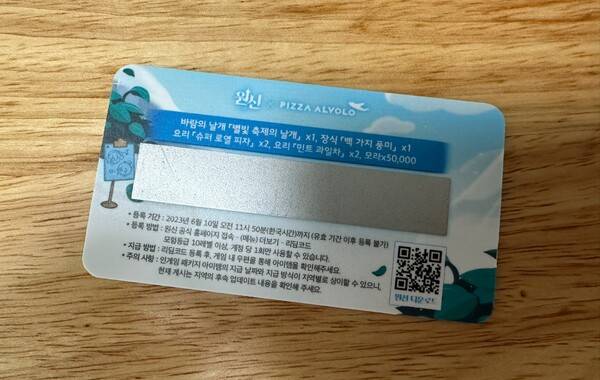 원신 × PIZZA ALVOLO
바람의 날개 「별빛 축제의 날개」 x1, 장식 「백 가지 풍미」 x1
요리 「슈퍼 로열 피자」 x2, 요리 「민트 과일차」 x2, 모라x50,000
• 등록 기간 : 2023년 6월 10일 오전 11시 50분(한국시간)까지 (유효 기간 이후 등록 불가)
• 등록 방법 : 원신 공식 홈페이지 접속 - (메뉴) 더보기 - 리딤코드
모험등급 10레벨 이상, 계정 당 1회만 사용할 수 있습니다.
• 지급 방법 : 리딤코드 등록 후, 게임 내 우편을 통해 아이템을 확인해주세요.
• 주의 사항 : 인게임 패키지 아이템의 지급 날짜와 지급 방식이 지역별로 상이할 수 있으니,
현재 계시는 지역의 후속 업데이트 내용을 확인해 주세요.
원신 다운로드